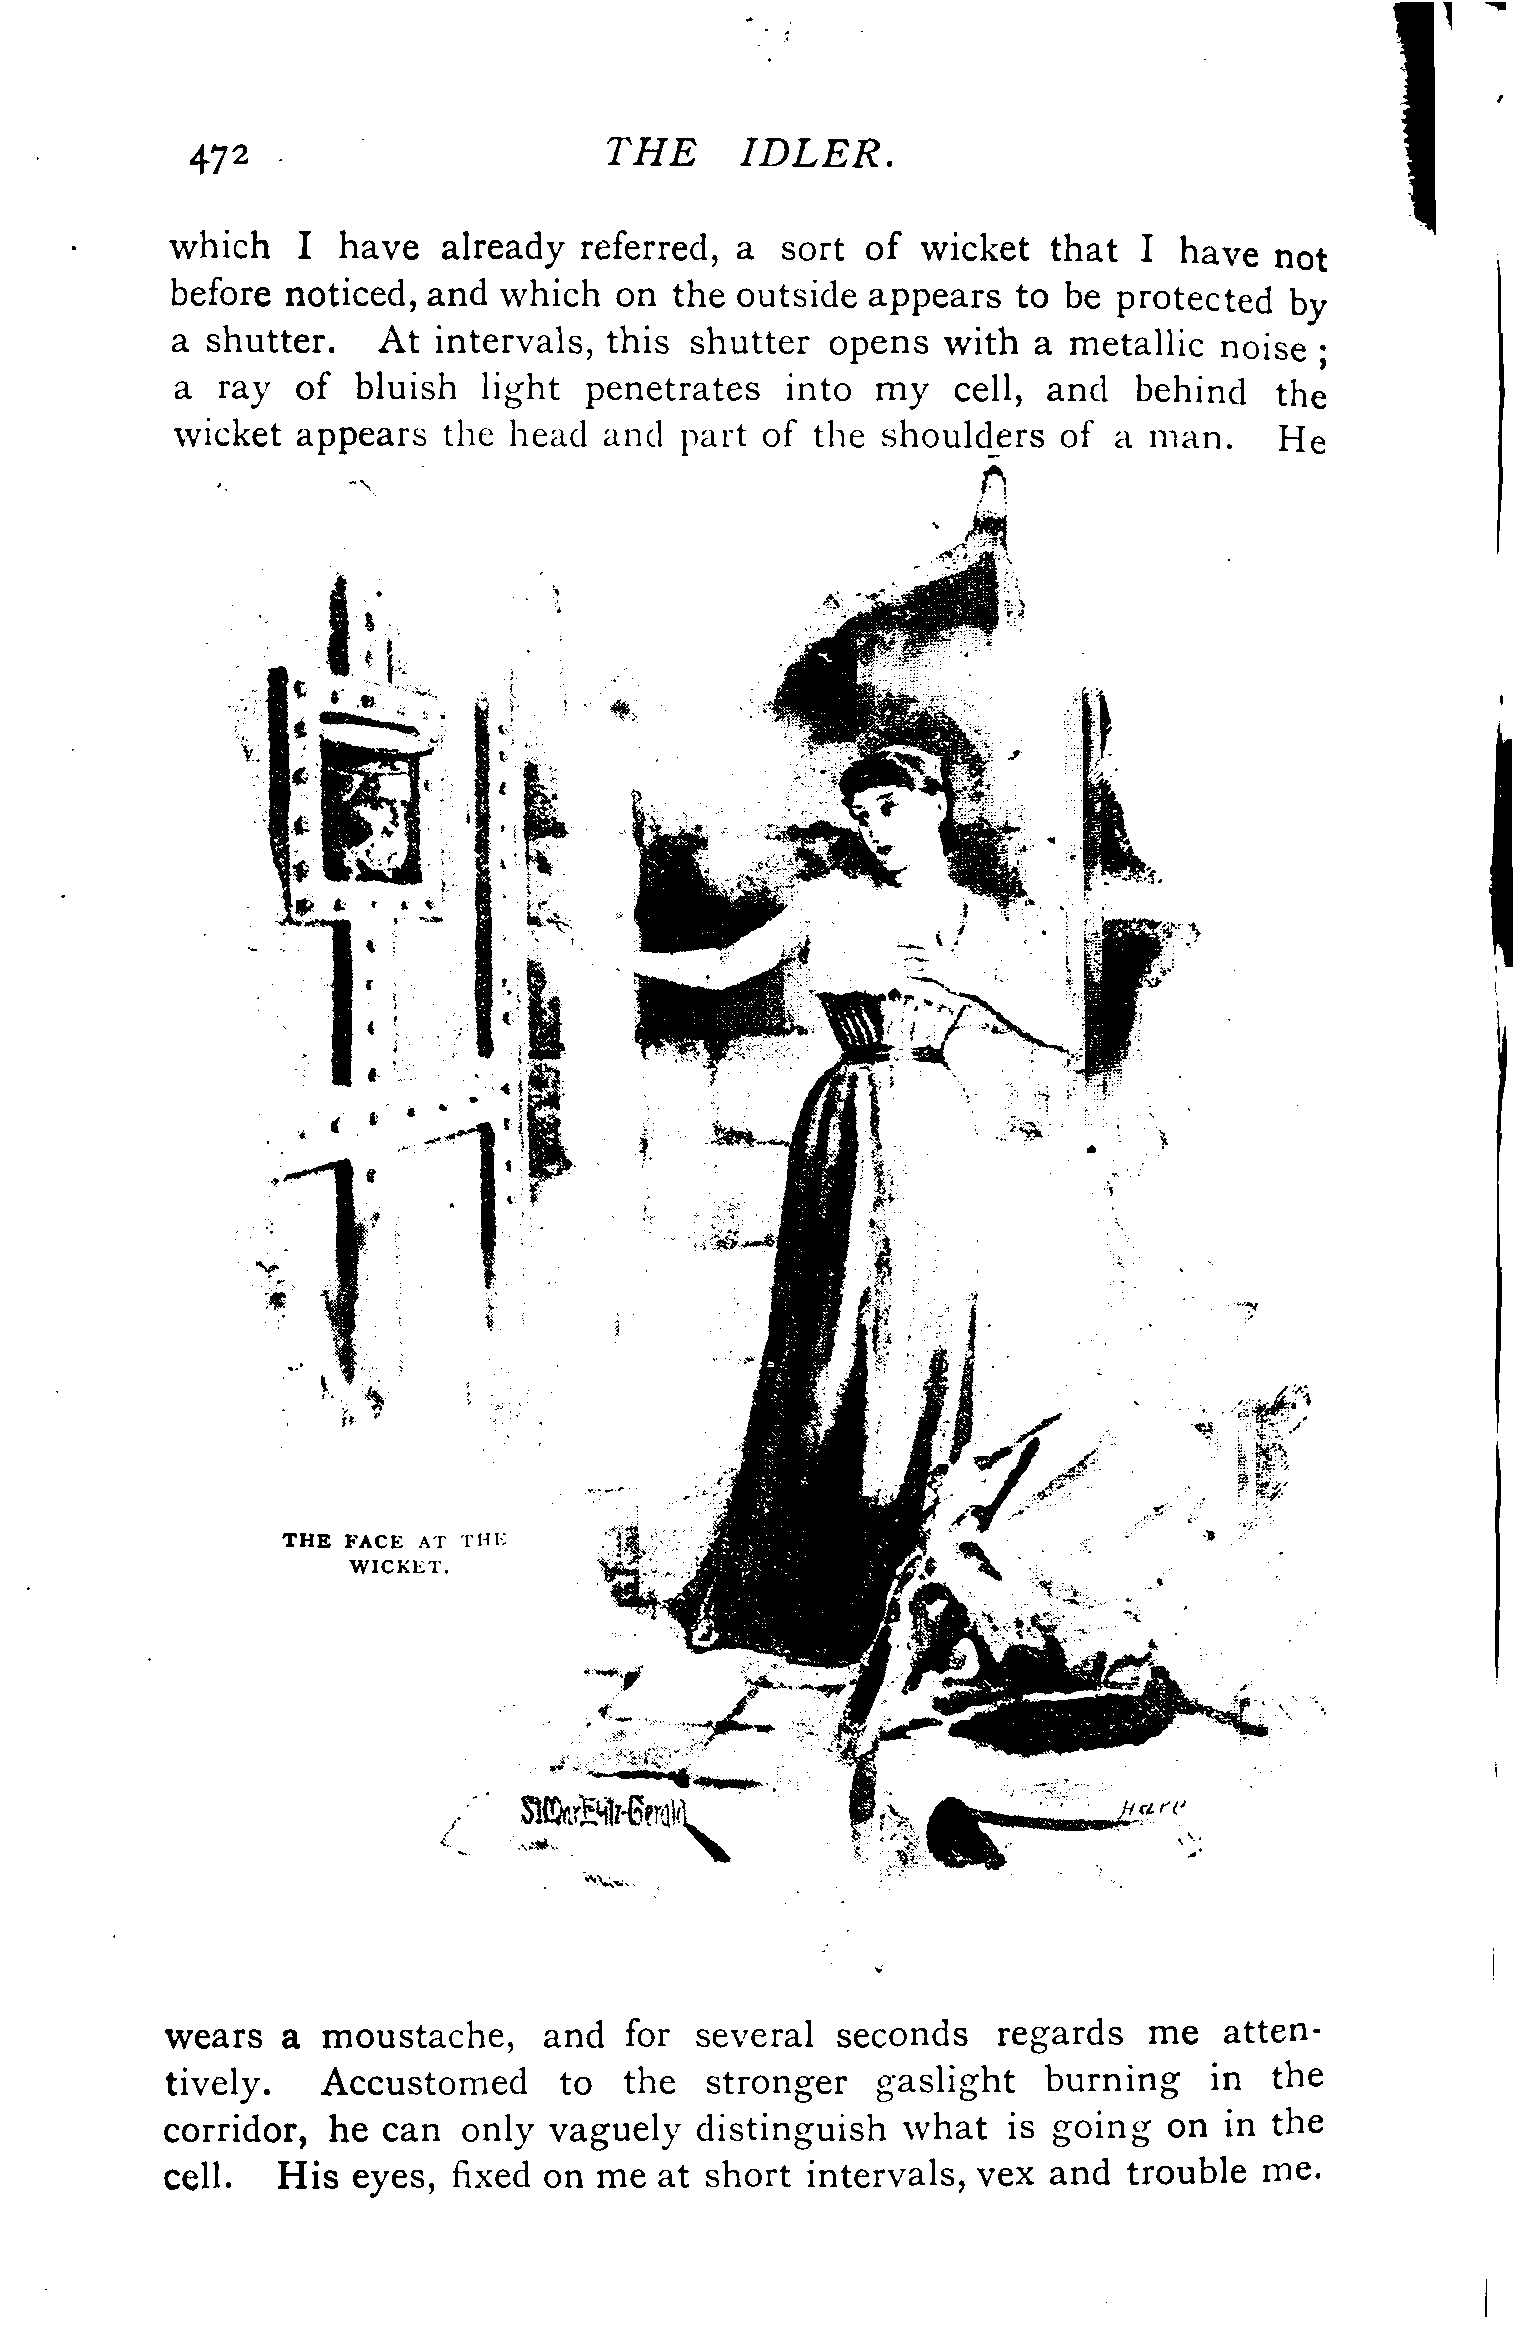 472 THE IDLER.
which I have already referred, a sort of wicket that I have not
before noticed, and which on the outside appears to be protected by
a shutter. At intervals, this shutter opens with a metallic noise ;
a ray of bluish light penetrates into my cell, and behind the
wicket appears the head and part of the shoulders of a man. He
THE FACE AT THE
WICKET.
Hare
wears a moustache, and for several seconds regards me atten-
tively. Accustomed to the stronger gaslight burning in the
corridor, he can only vaguely distinguish what is going on in the
cell. His eyes, fixed on me at short intervals, vex and trouble me.